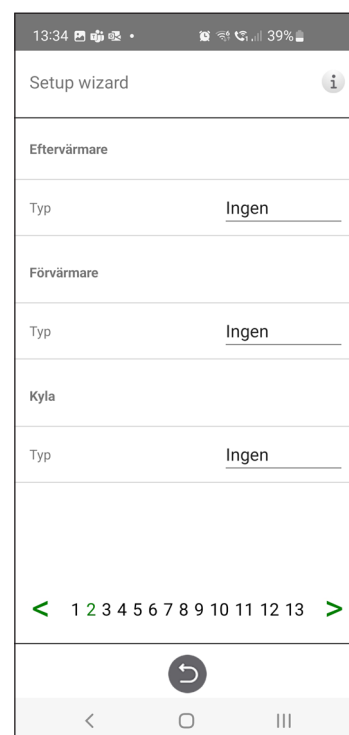 13:34 39%
Setup wizard i
Eftervärmare
Typ Ingen
Förvärmare
Typ Ingen
Kyla
Typ Ingen
< 1 2 3 4 5 6 7 8 9 10 11 12 13 >